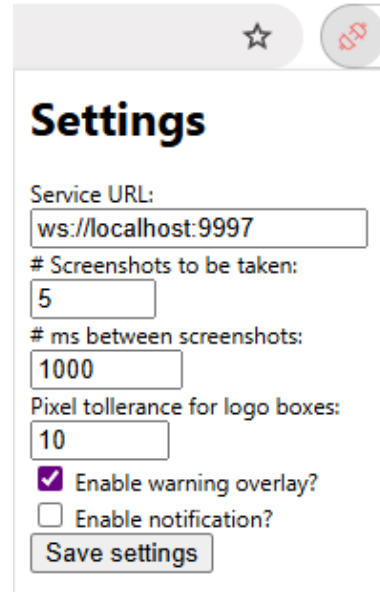 Settings
Service URL:
ws://localhost:9997
# Screenshots to be taken:
5
# ms between screenshots:
1000
Pixel tollerance for logo boxes:
10
Enable warning overlay?
Enable notification?
Save settings